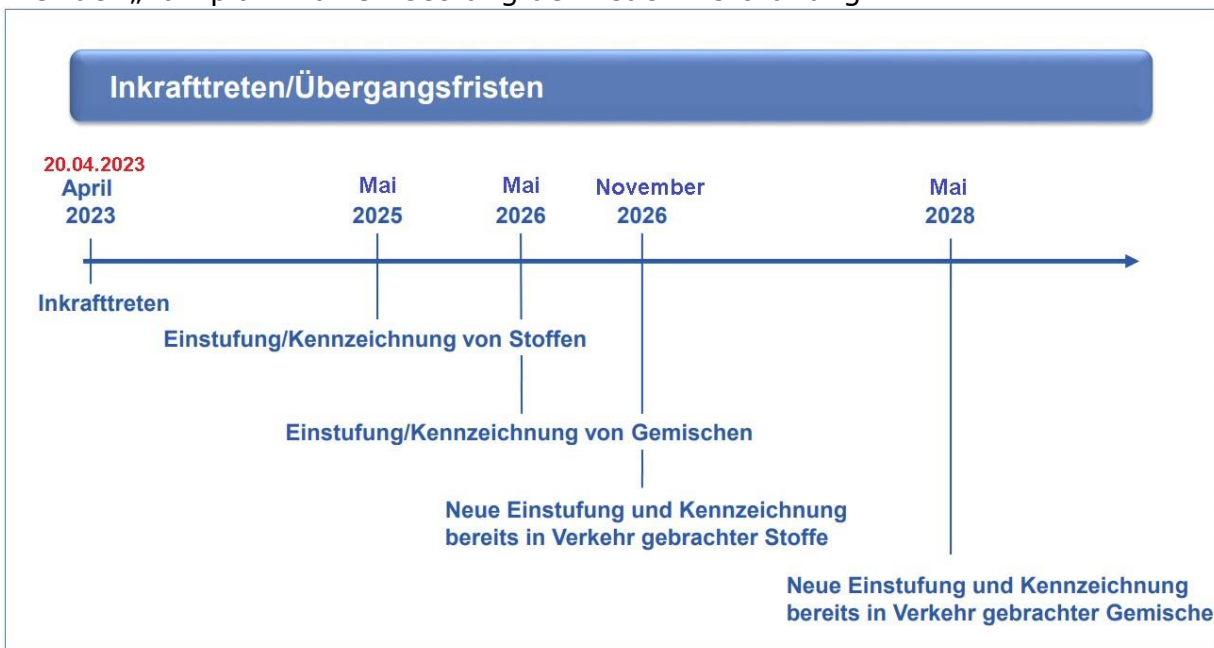 Inkrafttreten/Übergangsfristen
20.04.2023
April
2023
Mai
2025
Mai
2026
November
2026
Mai
2028
Inkrafttreten
Einstufung/Kennzeichnung von Stoffen
Einstufung/Kennzeichnung von Gemischen
Neue Einstufung und Kennzeichnung
bereits in Verkehr gebrachter Stoffe
Neue Einstufung und Kennzeichnung
bereits in Verkehr gebrachter Gemische